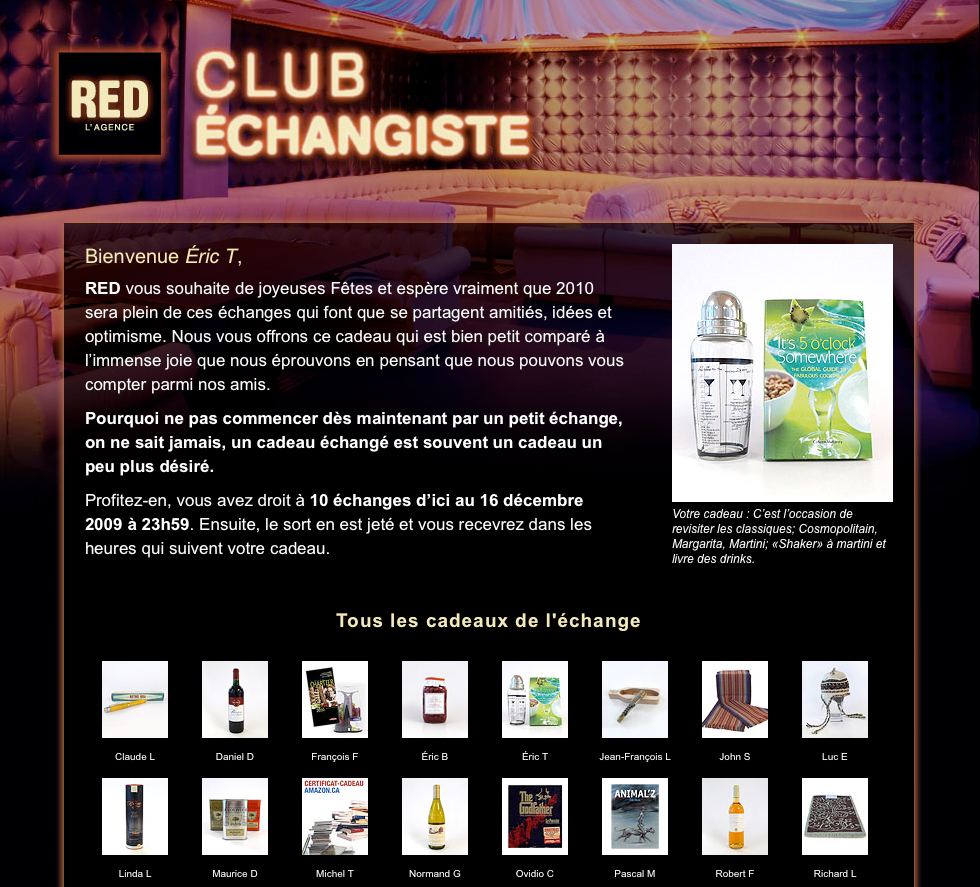 RED
L'AGENCE
CLUB
ÉCHANGISTE
Bienvenue Éric T,
RED vous souhaite de joyeuses Fêtes et espère vraiment que 2010
sera plein de ces échanges qui font que se partagent amitiés, idées et
optimisme. Nous vous offrons ce cadeau qui est bien petit comparé à
l’immense joie que nous éprouvons en pensant que nous pouvons vous
compter parmi nos amis.
Pourquoi ne pas commencer dès maintenant par un petit échange,
on ne sait jamais, un cadeau échangé est souvent un cadeau un
peu plus désiré.
Profitez-en, vous avez droit à 10 échanges d’ici au 16 décembre
2009 à 23h59. Ensuite, le sort en est jeté et vous recevrez dans les
heures qui suivent votre cadeau.
It's 5 o'clock
Somewhere
THE GLOBAL GUIDE TO
FABULOUS COCKTAILS
Votre cadeau : C’est l’occasion de
revisiter les classiques; Cosmopolitain,
Margarita, Martini; «Shaker» à martini et
livre des drinks.
Tous les cadeaux de l'échange
CHARTIER
Claude L
Daniel D
François F
Éric B
Éric T
Jean-François L
John S
Luc E
CERTIFICAT-CADEAU
AMAZON.CA
The
Godfather
ANIMAL'Z
Linda L
Maurice D
Michel T
Normand G
Ovidio C
Pascal M
Robert F
Richard L